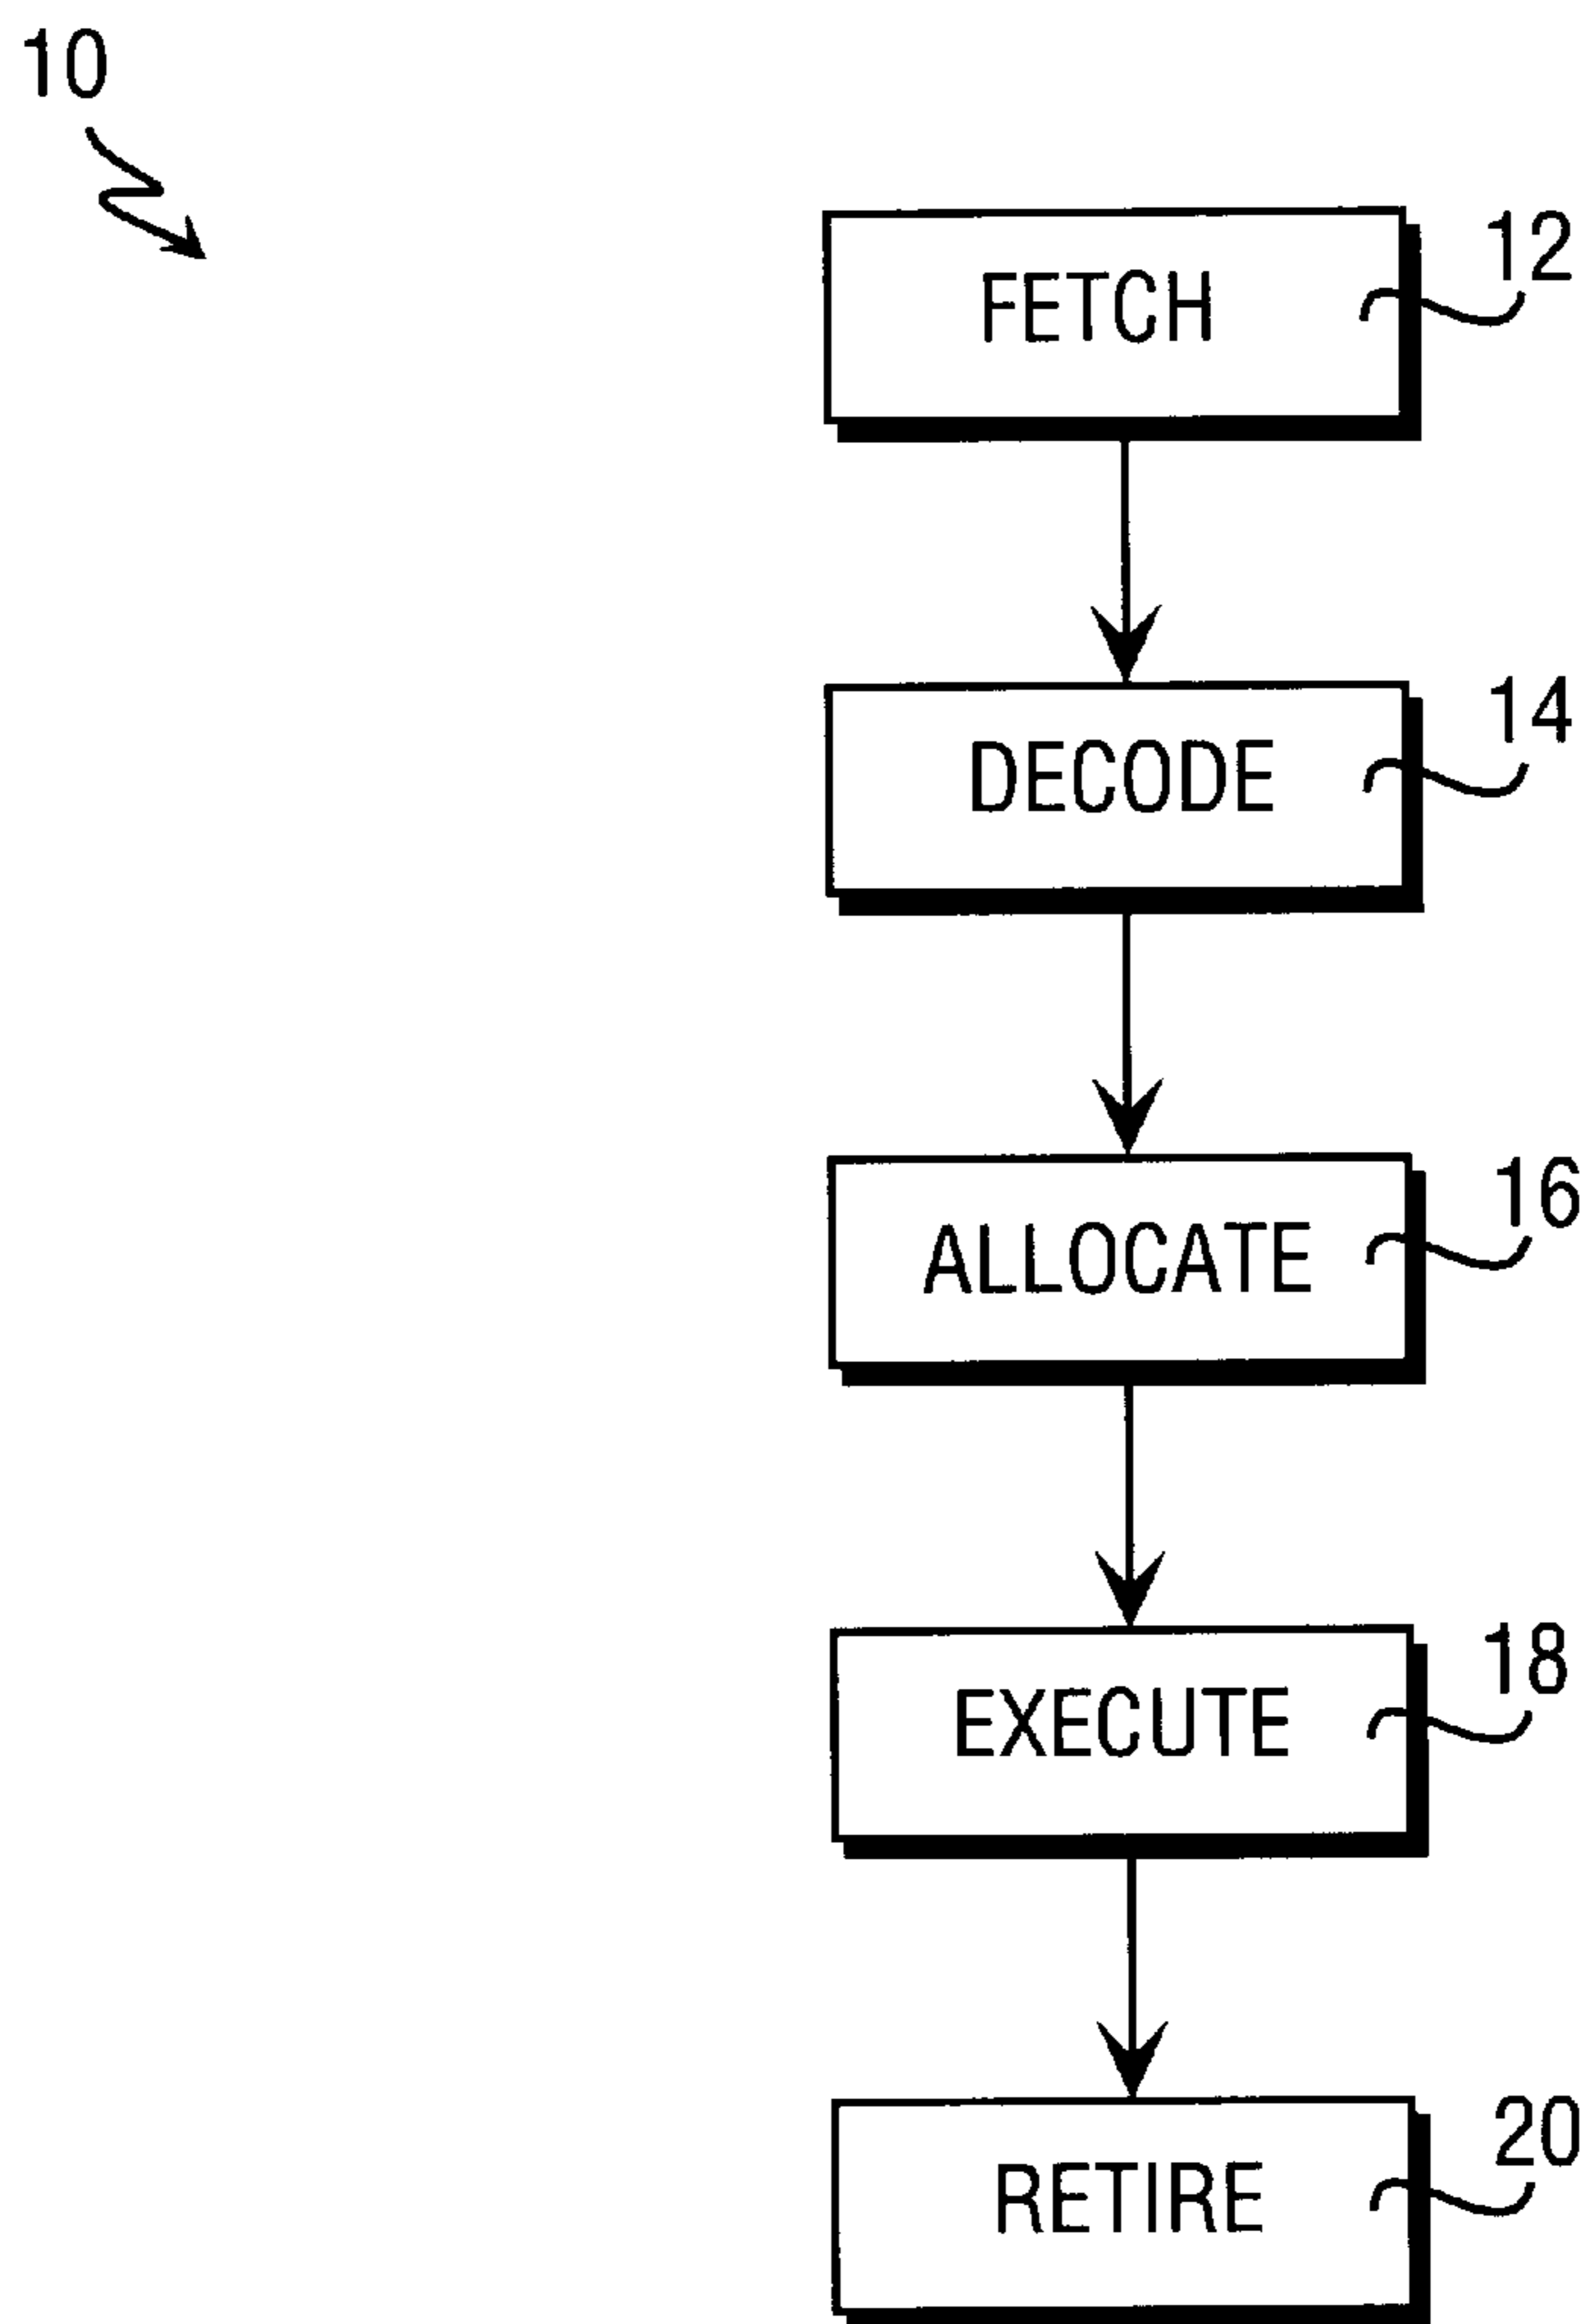 10
12
FETCH
14
DECODE
16
ALLOCATE
18
EXECUTE
20
RETIRE